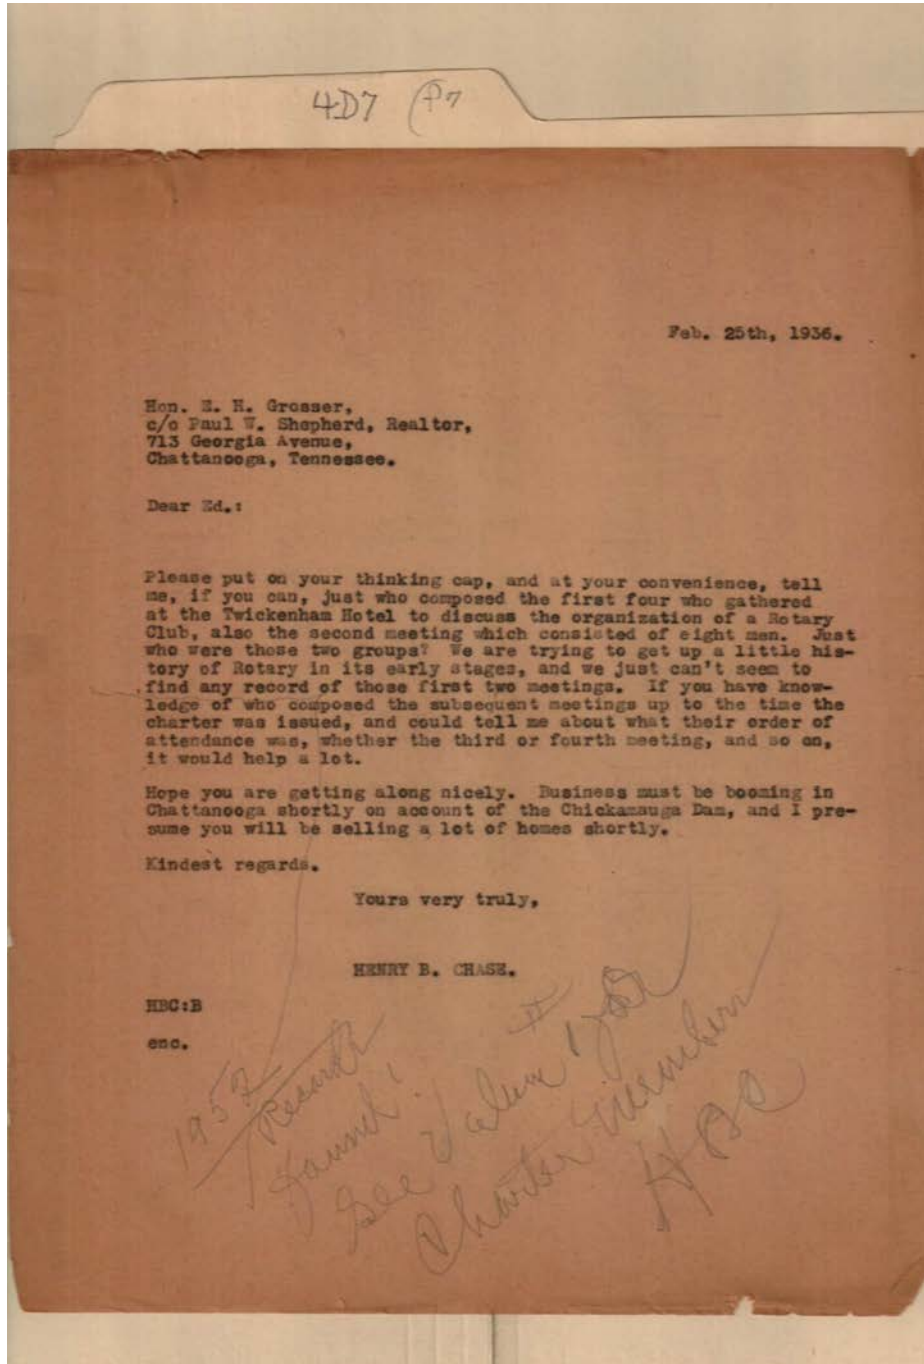 4D7 (P7
Feb. 25th, 1936.
Hon. E. H. Grosser,
c/o Paul W. Shepherd, Realtor,
713 Georgia Avenue,
Chattanooga, Tennessee.
Dear Ed.:
Please put on your thinking cap, and at your convenience, tell
me, if you can, just who composed the first four who gathered
at the Twickenham Hotel to discuss the organization of a Rotary
Club, also the second meeting which consisted of eight men. Just
who were those two groups? We are trying to get up a little his-
tory of Rotary in its early stages, and we just can't seem to
find any record of those first two meetings. If you have know-
ledge of who composed the subsequent meetings up to the time the
charter was issued, and could tell me about what their order of
attendance was, whether the third or fourth meeting, and so on,
it would help a lot.
Hope you are getting along nicely. Business must be booming in
Chattanooga shortly on account of the Chickamauga Dam, and I pre-
sume you will be selling a lot of homes shortly.
Kindest regards.
Yours very truly,
HENRY B. CHASE.
HBC:B
enc.
1957
Records
found!
See Volume
Charter Members
HBC